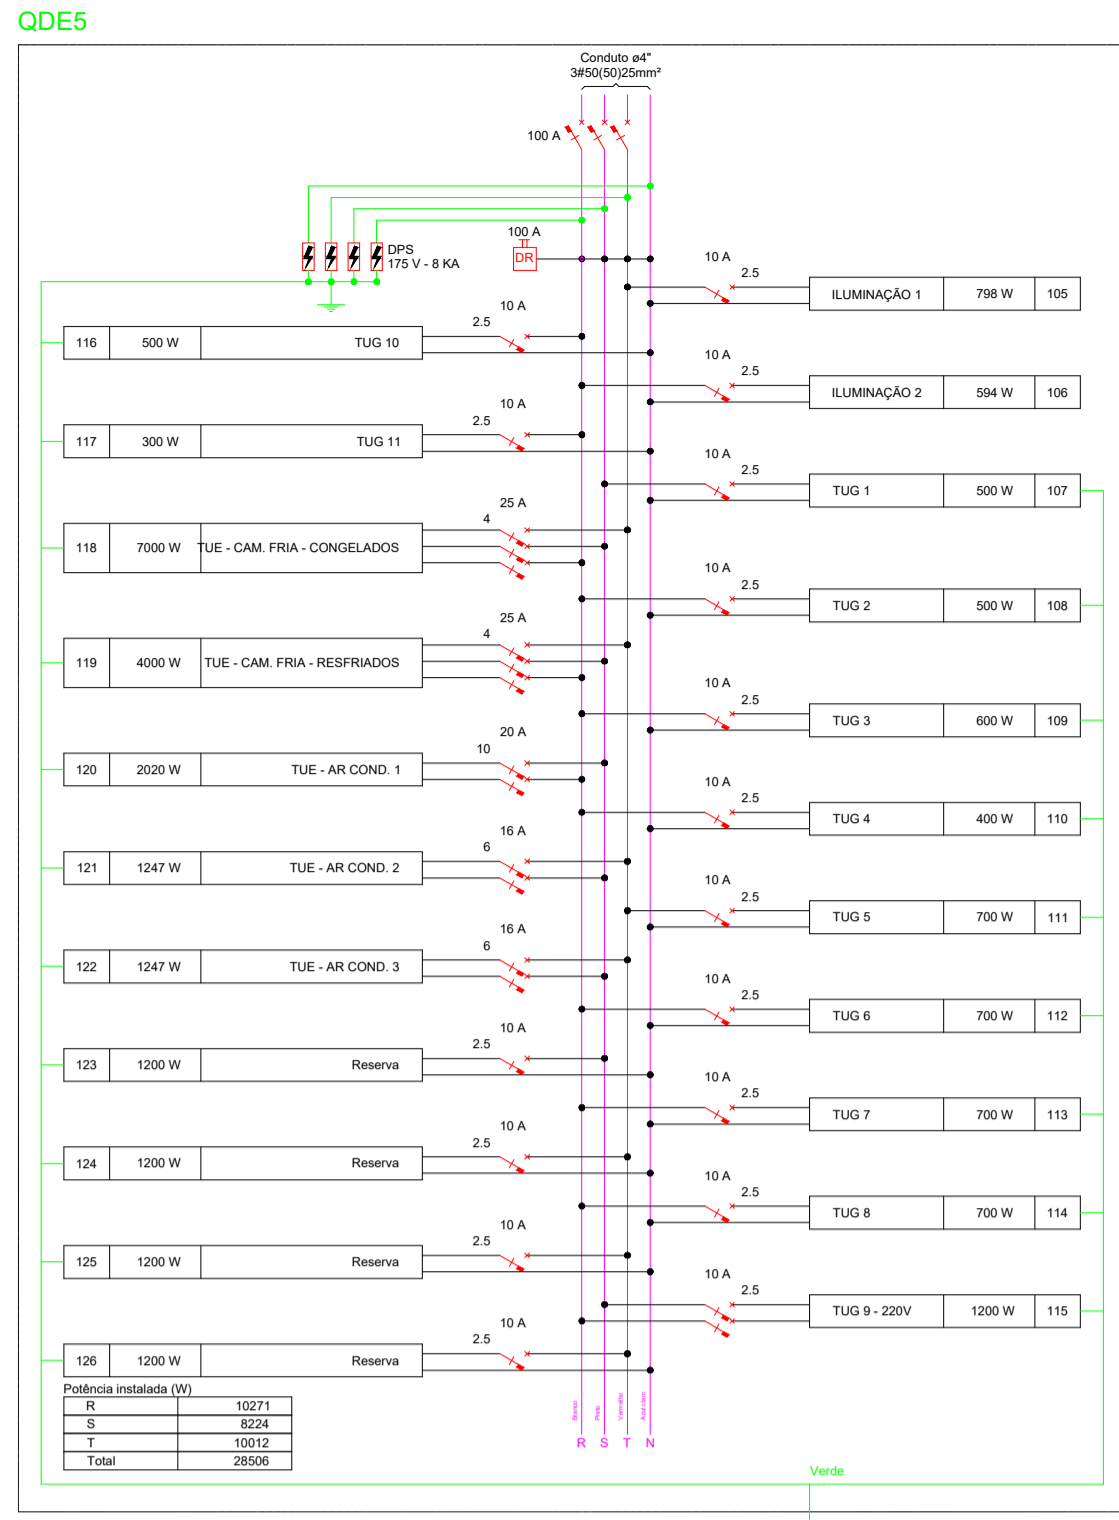 QDE5
Conduto ø4"
3#50(50)25mm²
100 A
DPS
175 V - 8 KA
100 A
DR
10 A
2.5
ILUMINAÇÃO 1 798 W 105
10 A
2.5
116 500 W TUG 10
10 A
2.5
ILUMINAÇÃO 2 594 W 106
10 A
2.5
117 300 W TUG 11
10 A
2.5
TUG 1 500 W 107
25 A
4
118 7000 W TUE - CAM. FRIA - CONGELADOS
10 A
2.5
TUG 2 500 W 108
25 A
4
119 4000 W TUE - CAM. FRIA - RESFRIADOS
10 A
2.5
TUG 3 600 W 109
20 A
10
120 2020 W TUE - AR COND. 1
10 A
2.5
TUG 4 400 W 110
16 A
6
121 1247 W TUE - AR COND. 2
10 A
2.5
TUG 5 700 W 111
16 A
6
122 1247 W TUE - AR COND. 3
10 A
2.5
TUG 6 700 W 112
10 A
2.5
123 1200 W Reserva
10 A
2.5
TUG 7 700 W 113
10 A
2.5
124 1200 W Reserva
10 A
2.5
TUG 8 700 W 114
10 A
2.5
125 1200 W Reserva
10 A
2.5
TUG 9 - 220V 1200 W 115
10 A
2.5
126 1200 W Reserva
Potência instalada (W)
R 10271
S 8224
T 10012
Total 28506
Branco Preto Vermelho Azul claro
R S T N
Verde